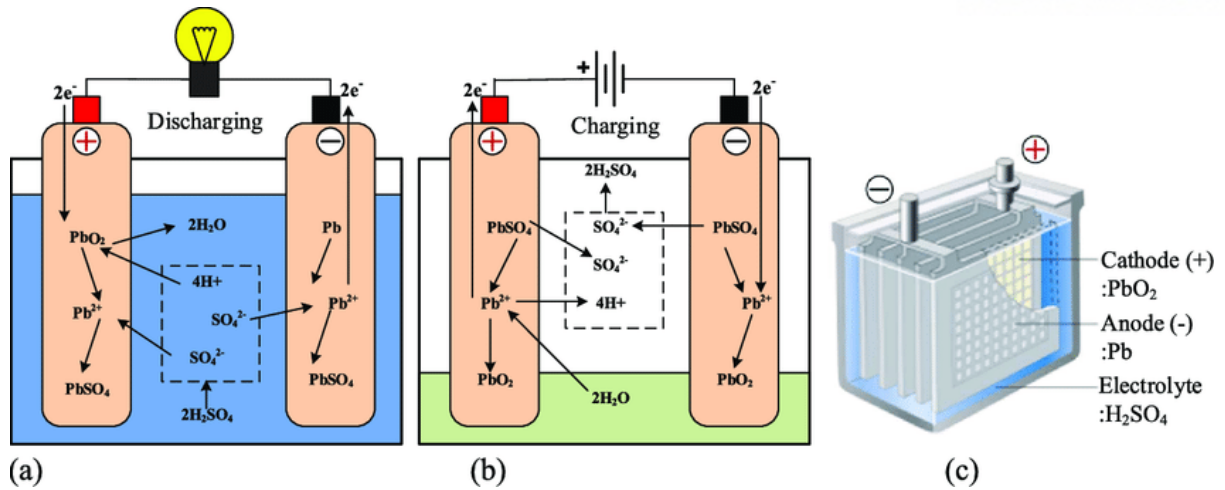 2e⁻
Discharging
2e⁻
+
−
PbO₂
2H₂O
Pb
4H+
Pb²⁺
SO₄²⁻
Pb²⁺
SO₄²⁻
PbSO₄
PbSO₄
2H₂SO₄
(a)
+
2e⁻
Charging
2e⁻
+
−
2H₂SO₄
PbSO₄
SO₄²⁻
PbSO₄
SO₄²⁻
Pb²⁺
4H+
Pb²⁺
PbO₂
PbO₂
2H₂O
(b)
+
−
Cathode (+)
:PbO₂
Anode (-)
:Pb
Electrolyte
:H₂SO₄
(c)